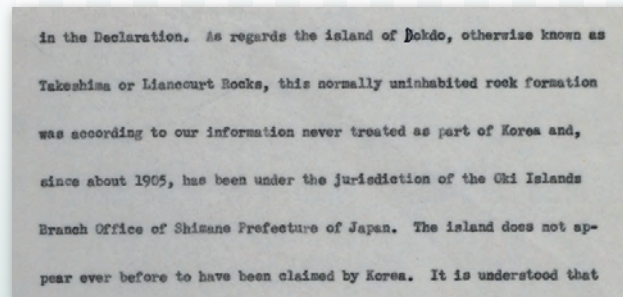 in the Declaration. As regards the island of Dokdo, otherwise known as
Takeshima or Liancourt Rocks, this normally uninhabited rock formation
was according to our information never treated as part of Korea and,
since about 1905, has been under the jurisdiction of the Oki Islands
Branch Office of Shimane Prefecture of Japan. The island does not ap-
pear ever before to have been claimed by Korea. It is understood that